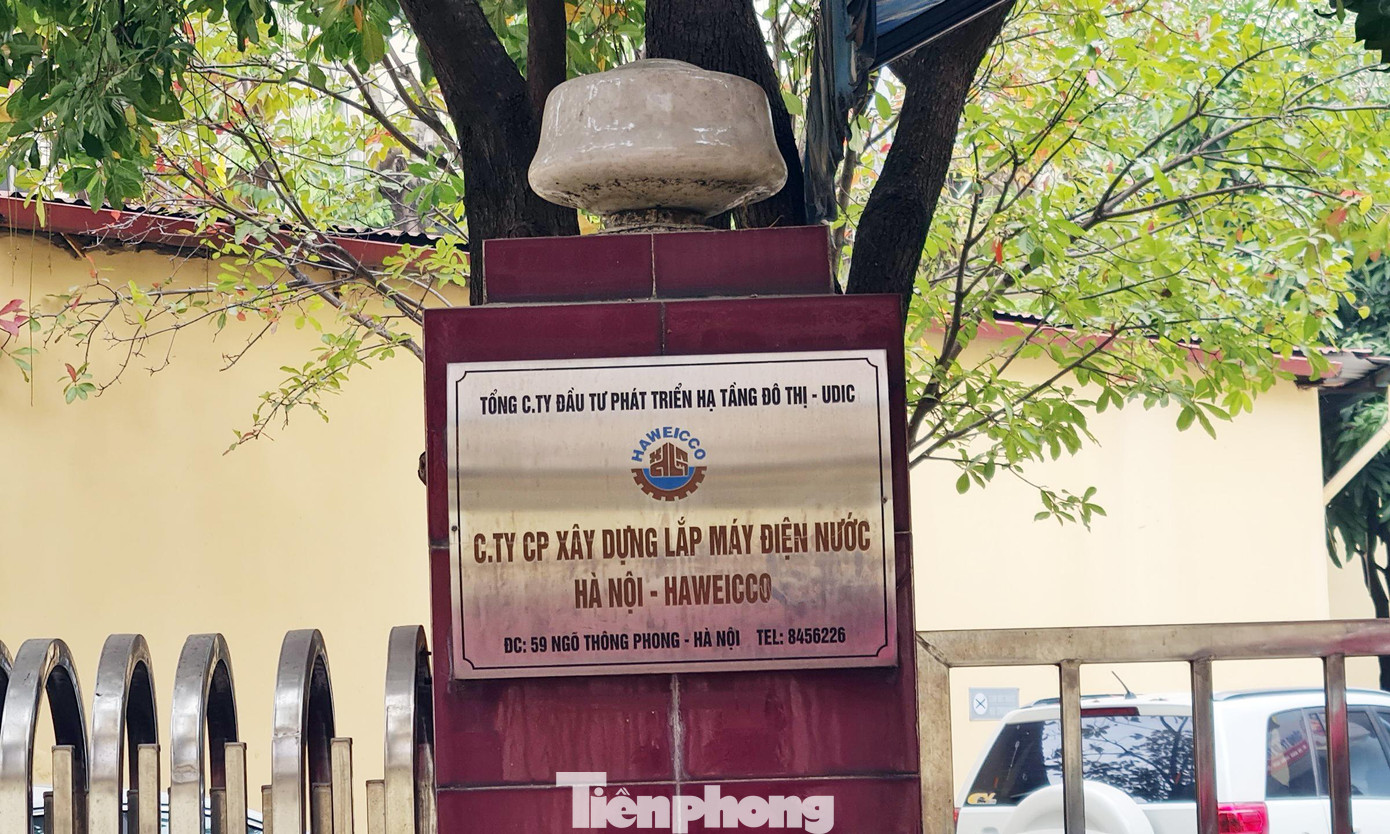 TỔNG C.TY ĐẦU TƯ PHÁT TRIỂN HẠ TẦNG ĐÔ THỊ - UDIC
HAWEICCO
C.TY CP XÂY DỰNG LẮP MÁY ĐIỆN NƯỚC
HÀ NỘI - HAWEICCO
ĐC: 59 NGÕ THÔNG PHONG - HÀ NỘI TEL: 8456226
Tiền phong